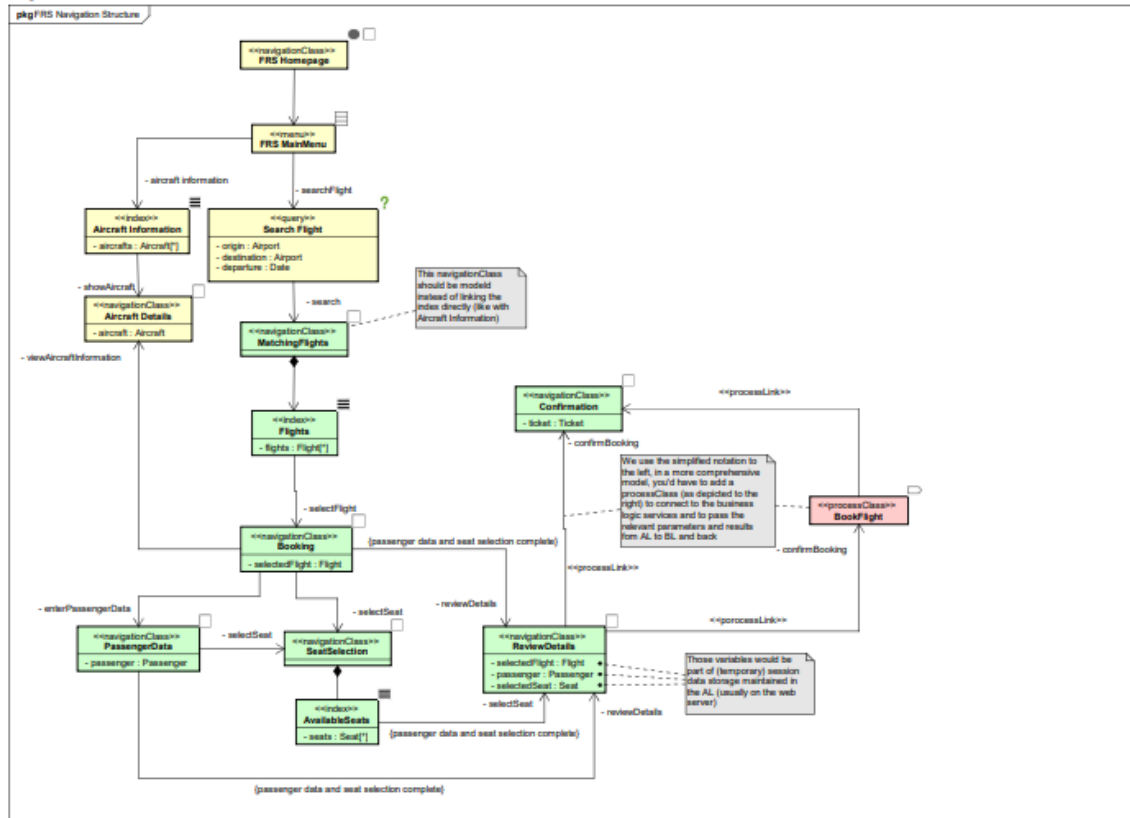 pkg FRS Navigation Structure
<<navigationClass>>
FRS Homepage
<<menu>>
FRS MainMenu
- aircraft information
- searchFlight
?
<<index>>
Aircraft Information
- aircrafts : Aircraft[*]
<<query>>
Search Flight
- origin : Airport
- destination : Airport
- departure : Date
- showAircraft
- search
This navigationClass
should be modeld
instead of linking the
index directly (like with
Aircraft Information)
<<navigationClass>>
Aircraft Details
- aircraft : Aircraft
<<navigationClass>>
MatchingFlights
- viewAircraftInformation
<<navigationClass>>
Confirmation
- ticket : Ticket
<<processLink>>
<<index>>
Flights
- flights : Flight[*]
- confirmBooking
We use the simplified notation to
the left, in a more comprehensive
model, you'd have to add a
processClass (as depicted to the
right) to connect to the business
logic services and to pass the
relevant parameters and results
fom AL to BL and back
<<processClass>>
BookFlight
- selectFlight
- confirmBooking
<<navigationClass>>
Booking
- selectedFlight : Flight
{passenger data and seat selection complete}
<<processLink>>
- enterPassengerData
- selectSeat
- reviewDetails
<<porocessLink>>
<<navigationClass>>
PassengerData
- passenger : Passenger
- selectSeat
<<navigationClass>>
SeatSelection
<<navigationClass>>
ReviewDetails
- selectedFlight : Flight
- passenger : Passenger
- selectedSeat : Seat
Those variables would be
part of (temporary) session
data storage maintained in
the AL (usually on the web
server)
<<index>>
AvailableSeats
- seats : Seat[*]
- selectSeat
- reviewDetails
{passenger data and seat selection complete}
{passenger data and seat selection complete}